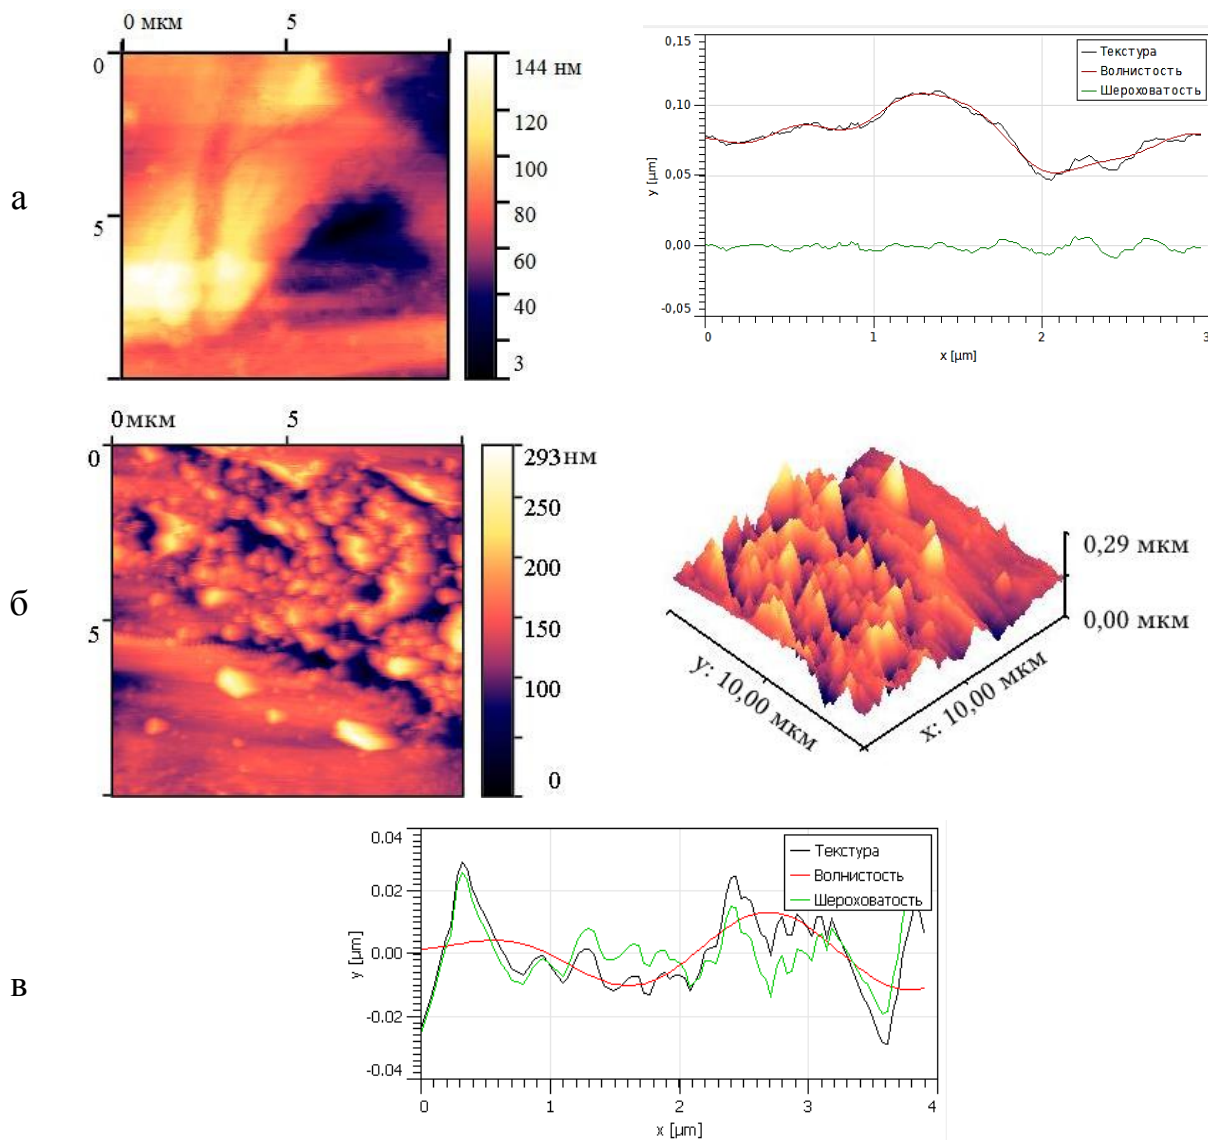 0 мкм 5
0
5
144 нм
120
100
80
60
40
3
а
0,15
0,10
0,05
0,00
-0,05
y [µm]
Текстура
Волнистость
Шероховатость
0 1 2 3
x [µm]
0мкм 5
0
5
293нм
250
200
150
100
0
б
0,29 мкм
0,00 мкм
y: 10,00 мкм
x: 10,00 мкм
в
0.04
0.02
0.00
-0.02
-0.04
y [µm]
Текстура
Волнистость
Шероховатость
0 1 2 3 4
x [µm]